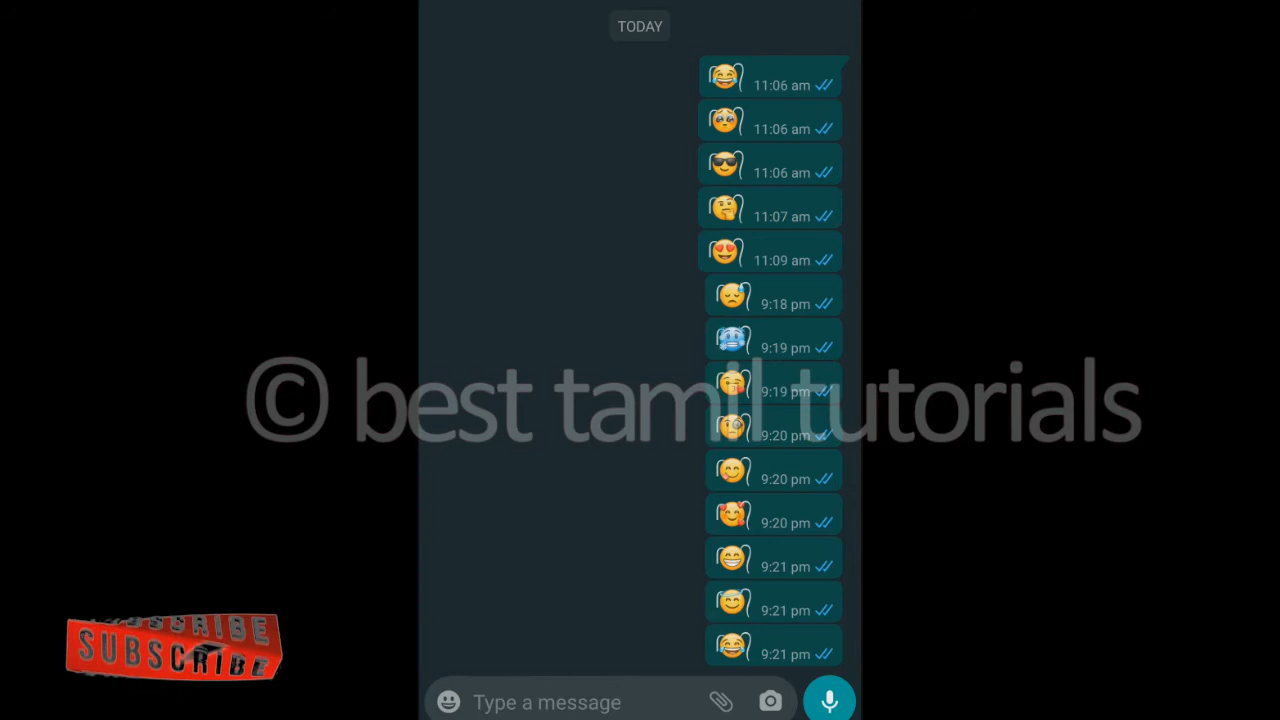 TODAY
11:06 am
11:06 am
11:06 am
11:07 am
11:09 am
9:18 pm
9:19 pm
9:19 pm
© best tamil tutorials
9:20 pm
9:20 pm
9:20 pm
9:21 pm
9:21 pm
SUBSCRIBE
9:21 pm
Type a message